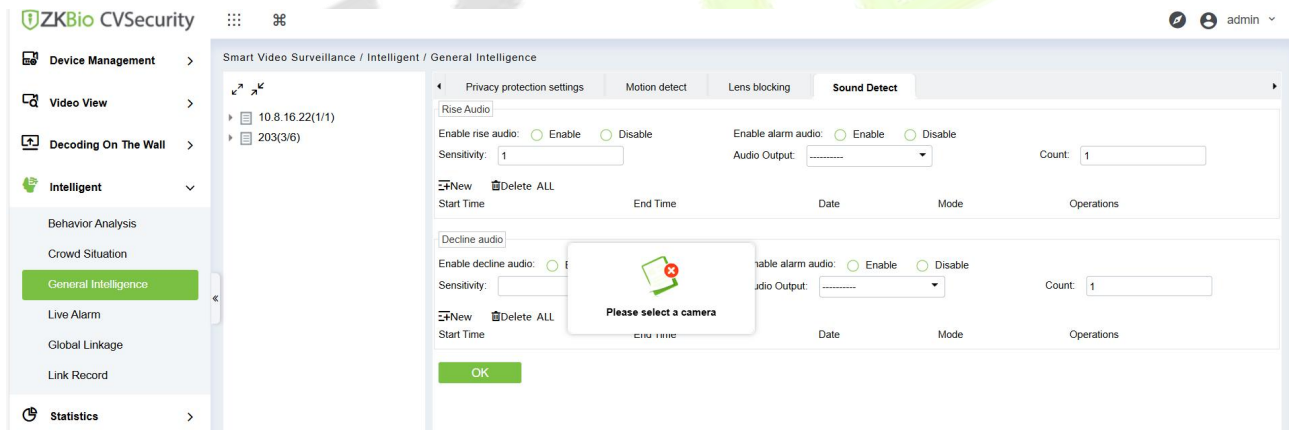 ZKBio CVSecurity
admin
Device Management
Video View
Decoding On The Wall
Intelligent
Behavior Analysis
Crowd Situation
General Intelligence
Live Alarm
Global Linkage
Link Record
Statistics
Smart Video Surveillance / Intelligent / General Intelligence
10.8.16.22(1/1)
203(3/6)
Privacy protection settings Motion detect Lens blocking Sound Detect
Rise Audio
Enable rise audio: Enable Disable Enable alarm audio: Enable Disable
Sensitivity: 1 Audio Output: ---------- Count: 1
New Delete ALL
Start Time End Time Date Mode Operations
Decline audio
Enable decline audio: audio: Enable Disable
Sensitivity: Output: ---------- Count: 1
Please select a camera
New Delete ALL
Start Time End Time Date Mode Operations
OK